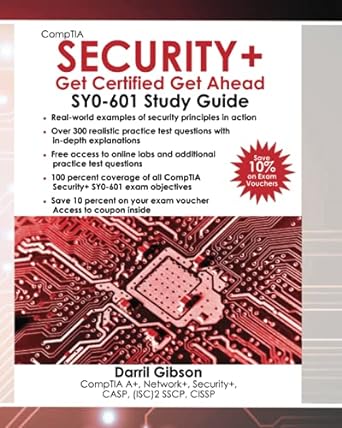 CompTIA
SECURITY+
Get Certified Get Ahead
SY0-601 Study Guide
• Real-world examples of security principles in action
• Over 300 realistic practice test questions with
in-depth explanations
• Free access to online labs and additional
practice test questions
• 100 percent coverage of all CompTIA
Security+ SY0-601 exam objectives
• Save 10 percent on your exam voucher
Access to coupon inside
Save
10%
on Exam
Vouchers
Darril Gibson
CompTIA A+, Network+, Security+,
CASP, (ISC)2 SSCP, CISSP